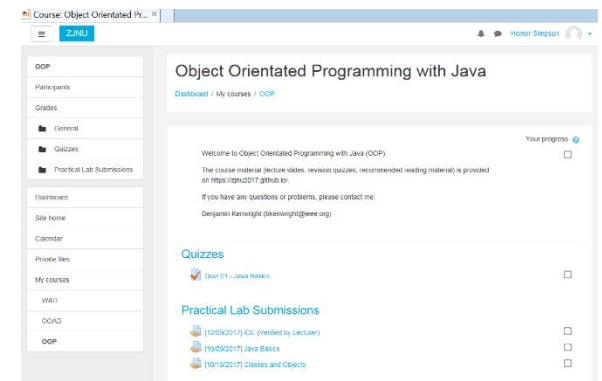 Course: Object Orientated Pr...
ZJNU
Homer Simpson
OOP
Participants
Grades
General
Quizzes
Practical Lab Submissions
Dashboard
Site home
Calendar
Private files
My courses
WAD
OOAD
OOP
Object Orientated Programming with Java
Dashboard / My courses / OOP
Your progress
Welcome to Object Orientated Programming with Java (OOP).
The course material (lecture slides, revision quizzes, recommended reading material) is provided
on https://zjnu2017.github.io/.
If you have any questions or problems, please contact me:
Benjamin Kenwright (bkenwright@ieee.org)
Quizzes
Quiz 01 - Java Basics
Practical Lab Submissions
[12/09/2017] IDE (Verified by Lecturer)
[19/09/2017] Java Basics
[10/10/2017] Classes and Objects